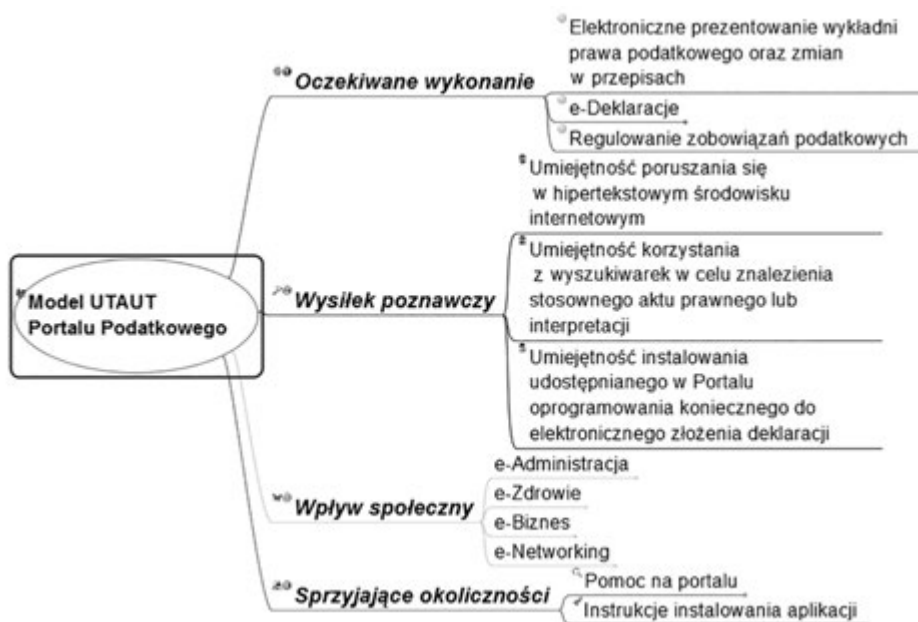 Model UTAUT
Portalu Podatkowego
Oczekiwane wykonanie
Elektroniczne prezentowanie wykładni
prawa podatkowego oraz zmian
w przepisach
e-Deklaracje
Regulowanie zobowiązań podatkowych
Wysiłek poznawczy
Umiejętność poruszania się
w hipertekstowym środowisku
internetowym
Umiejętność korzystania
z wyszukiwarek w celu znalezienia
stosownego aktu prawnego lub
interpretacji
Umiejętność instalowania
udostępnianego w Portalu
oprogramowania koniecznego do
elektronicznego złożenia deklaracji
Wpływ społeczny
e-Administracja
e-Zdrowie
e-Biznes
e-Networking
Sprzyjające okoliczności
Pomoc na portalu
Instrukcje instalowania aplikacji